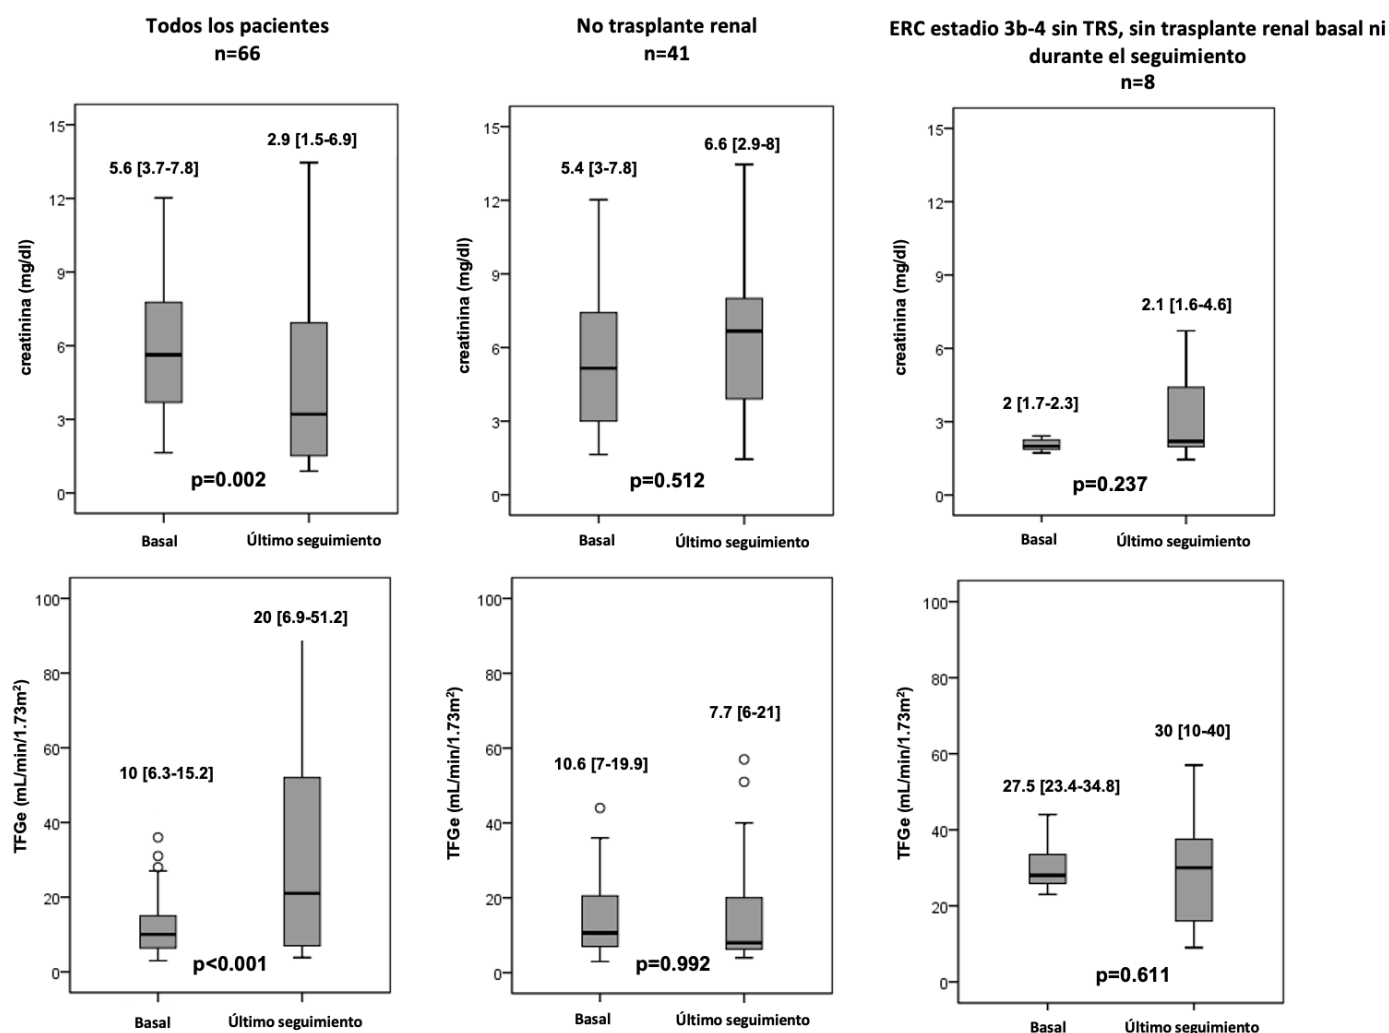 Todos los pacientes
n=66
No trasplante renal
n=41
ERC estadio 3b-4 sin TRS, sin trasplante renal basal ni
durante el seguimiento
n=8
creatinina (mg/dl)
15
12
9
6
3
0
5.6 [3.7-7.8]
2.9 [1.5-6.9]
p=0.002
Basal
Último seguimiento
creatinina (mg/dl)
15
12
9
6
3
0
5.4 [3-7.8]
6.6 [2.9-8]
p=0.512
Basal
Último seguimiento
creatinina (mg/dl)
15
12
9
6
3
0
2 [1.7-2.3]
2.1 [1.6-4.6]
p=0.237
Basal
Último seguimiento
TFGe (mL/min/1.73m²)
100
80
60
40
20
0
10 [6.3-15.2]
20 [6.9-51.2]
p<0.001
Basal
Último seguimiento
TFGe (mL/min/1.73m²)
100
80
60
40
20
0
10.6 [7-19.9]
7.7 [6-21]
p=0.992
Basal
Último seguimiento
TFGe (mL/min/1.73m²)
100
80
60
40
20
0
27.5 [23.4-34.8]
30 [10-40]
p=0.611
Basal
Último seguimiento